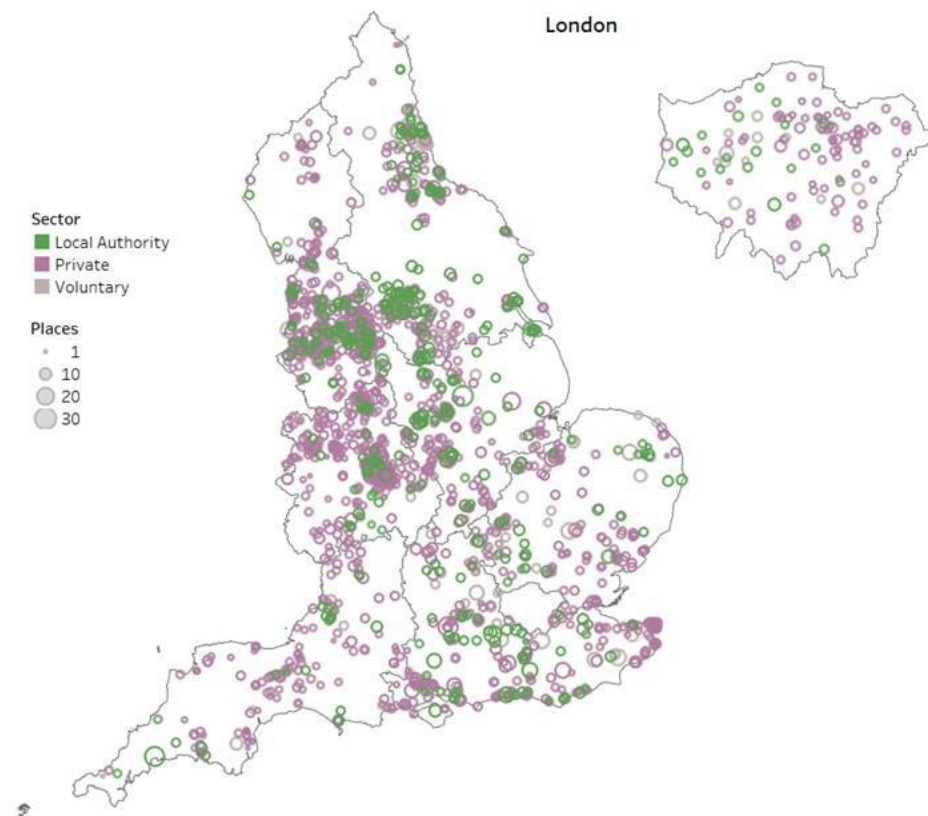 London
Sector
Local Authority
Private
Voluntary
Places
1
10
20
30